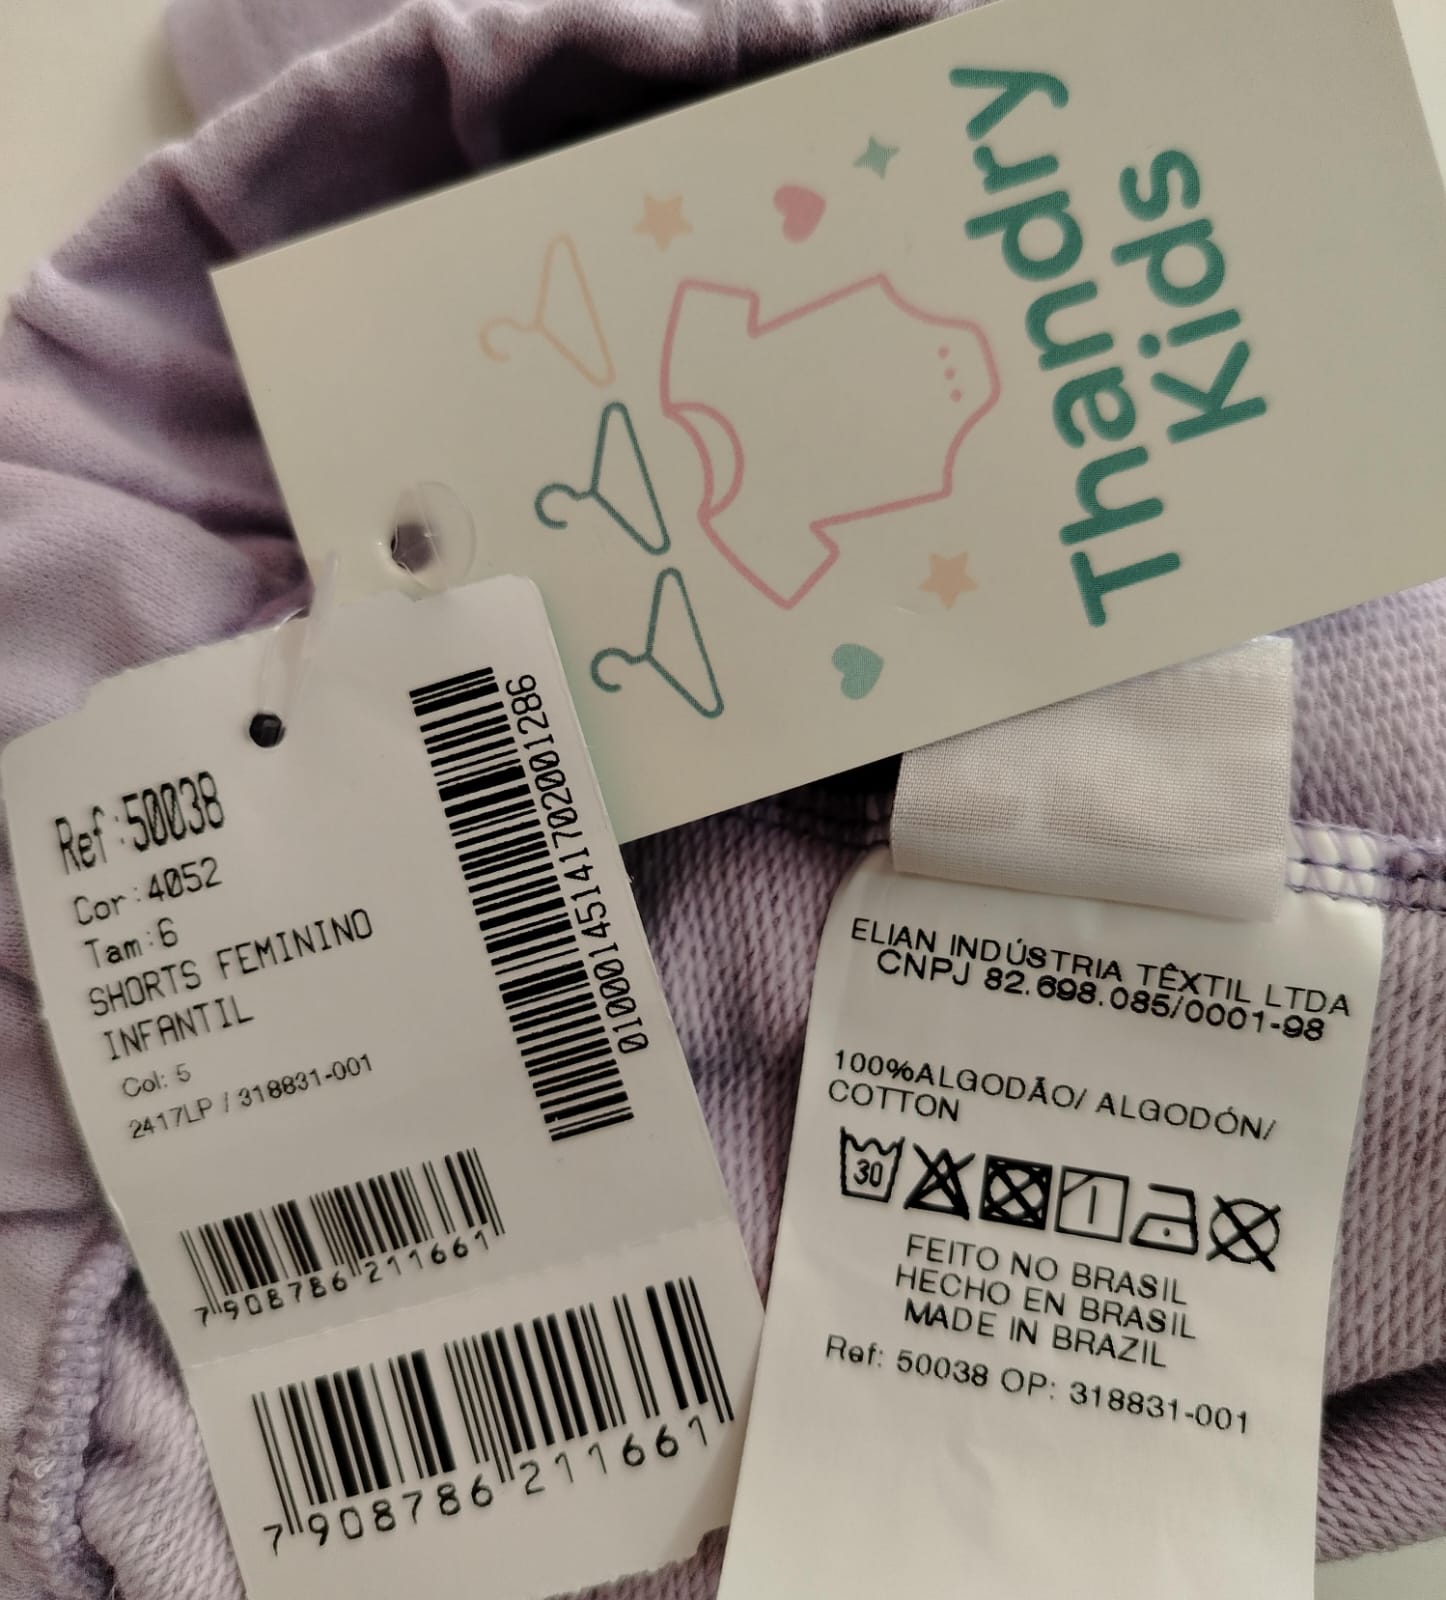 Thandry
Kids
Ref:50038
Cor:4052
Tam:6
SHORTS FEMININO
INFANTIL
Col: 5
2417LP / 318831-001
010001451417020012​86
7908786211661
7908786211661
ELIAN INDÚSTRIA TÊXTIL LTDA
CNPJ 82.698.085/0001-98
100%ALGODÃO/ ALGODÓN/
COTTON
30
FEITO NO BRASIL
HECHO EN BRASIL
MADE IN BRAZIL
Ref: 50038 OP: 318831-001